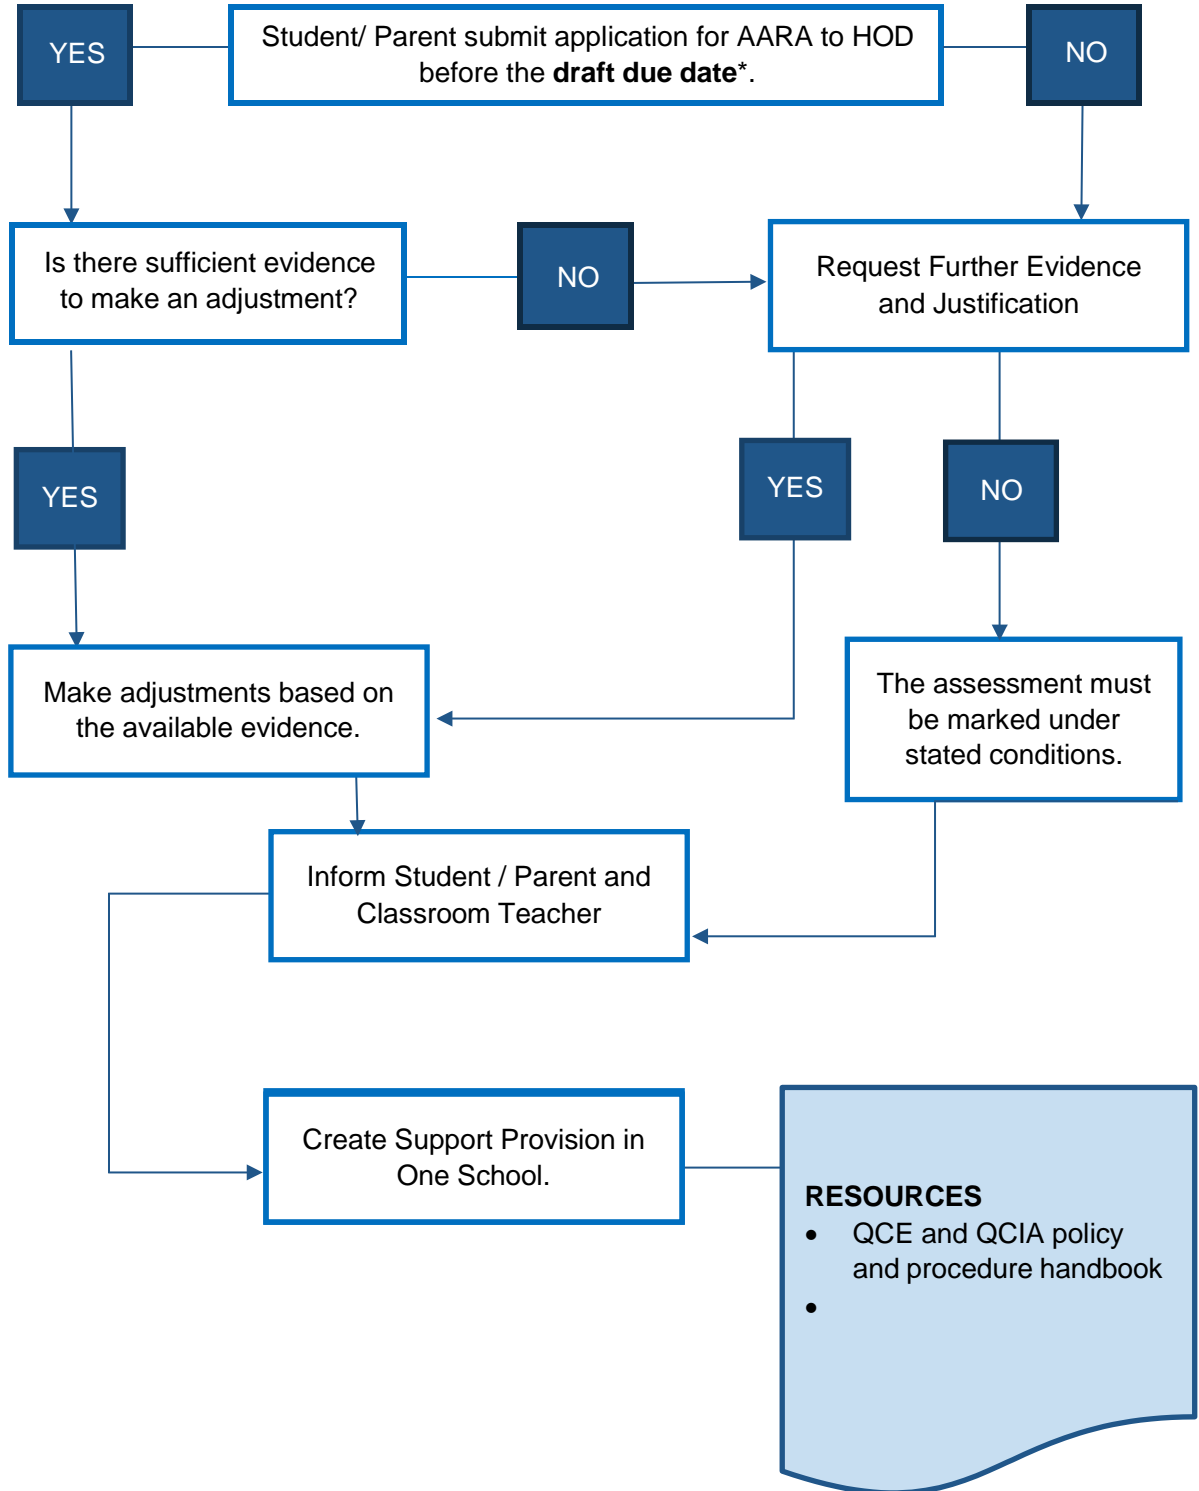 YES
Student/ Parent submit application for AARA to HOD
before the draft due date*.
NO
Is there sufficient evidence
to make an adjustment?
NO
Request Further Evidence
and Justification
YES
YES
NO
Make adjustments based on
the available evidence.
The assessment must
be marked under
stated conditions.
Inform Student / Parent and
Classroom Teacher
Create Support Provision in
One School.
RESOURCES
• QCE and QCIA policy
and procedure handbook
•